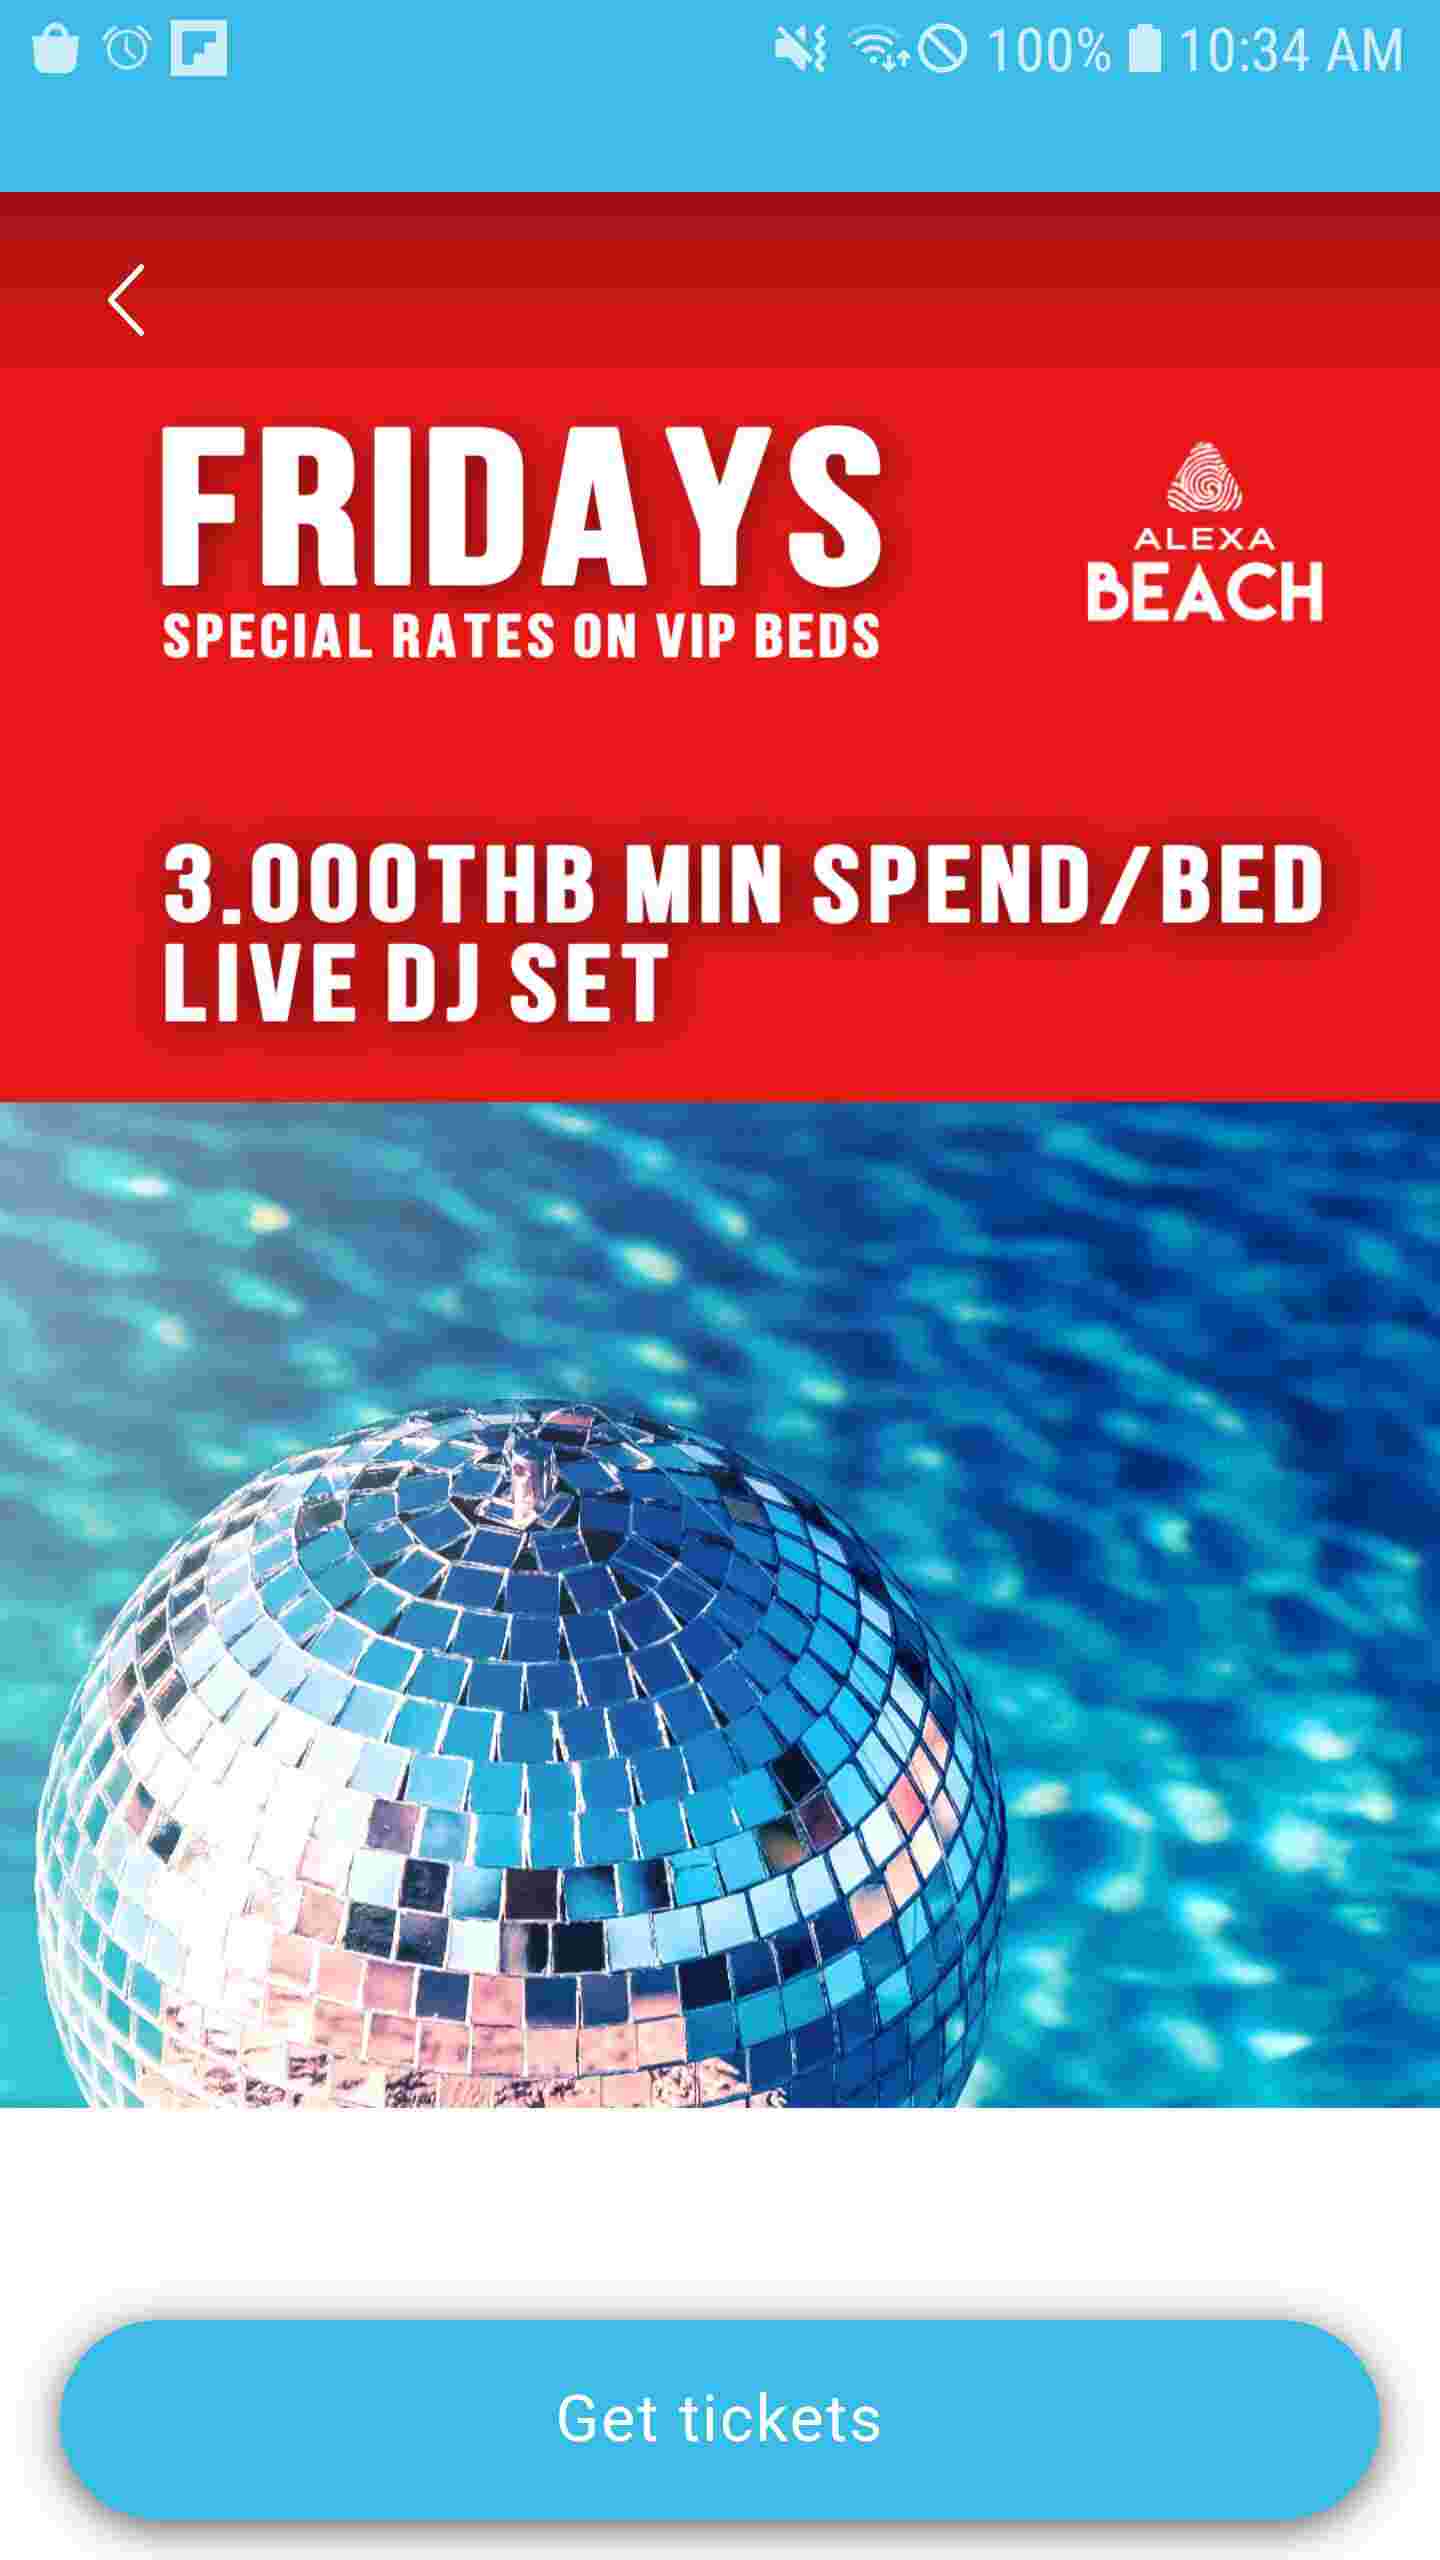 100% 10:34 AM
FRIDAYS
SPECIAL RATES ON VIP BEDS
ALEXA
BEACH
3.000THB MIN SPEND/BED
LIVE DJ SET
Get tickets